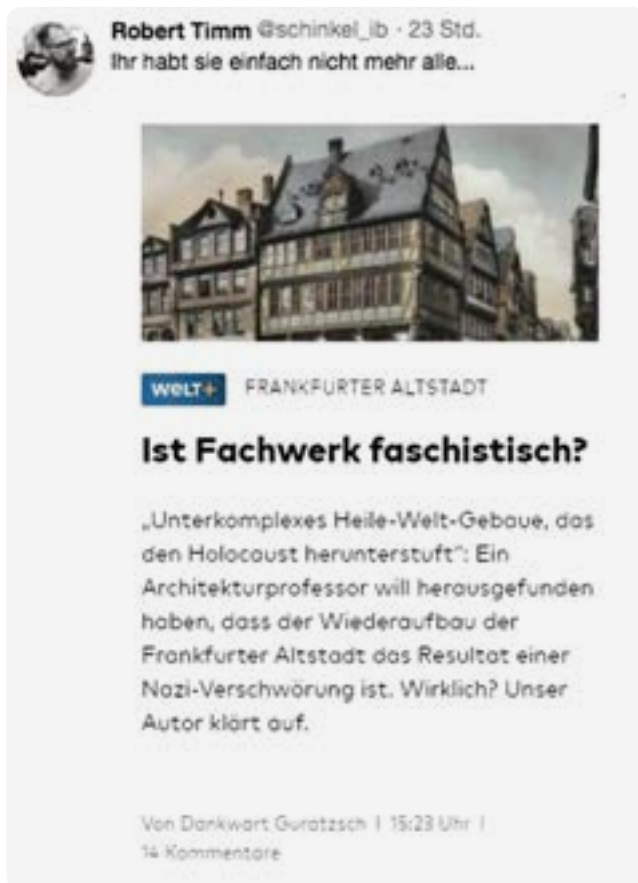 Robert Timm @schinkel_ib · 23 Std.
Ihr habt sie einfach nicht mehr alle...
WELT+ FRANKFURTER ALTSTADT
Ist Fachwerk faschistisch?
„Unterkomplexes Heile-Welt-Gebaue, das
den Holocaust herunterstuft“: Ein
Architekturprofessor will herausgefunden
haben, dass der Wiederaufbau der
Frankfurter Altstadt das Resultat einer
Nazi-Verschwörung ist. Wirklich? Unser
Autor klärt auf.
Von Dankwart Guratzsch | 15:23 Uhr |
14 Kommentare